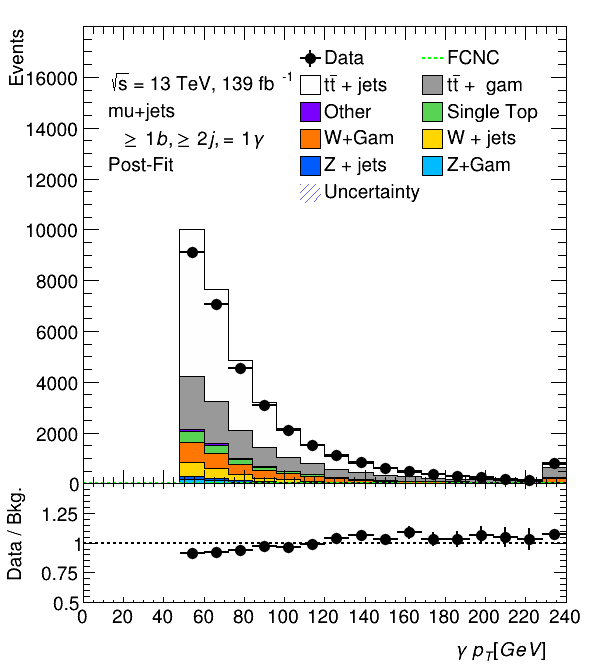 Events
16000
14000
12000
10000
8000
6000
4000
2000
0
√s = 13 TeV, 139 fb⁻¹
mu+jets
≥ 1b, ≥ 2j, = 1γ
Post-Fit
Data
FCNC
tt̄ + jets
tt̄ + gam
Other
Single Top
W+Gam
W + jets
Z + jets
Z+Gam
Uncertainty
Data / Bkg.
1.25
1
0.75
0.5
0 20 40 60 80 100 120 140 160 180 200 220 240
γ p_T[GeV]